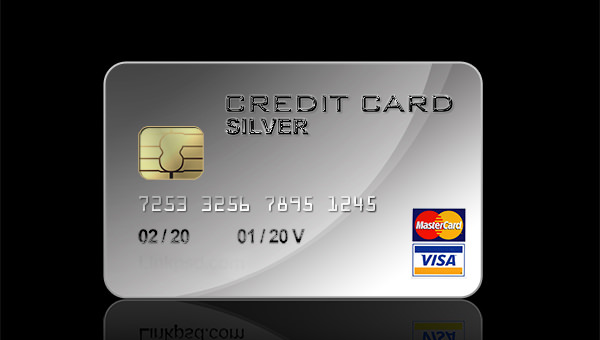 CREDIT CARD
SILVER
7253 3256 7895 1245
02 / 20 01 / 20 V
MasterCard
VISA